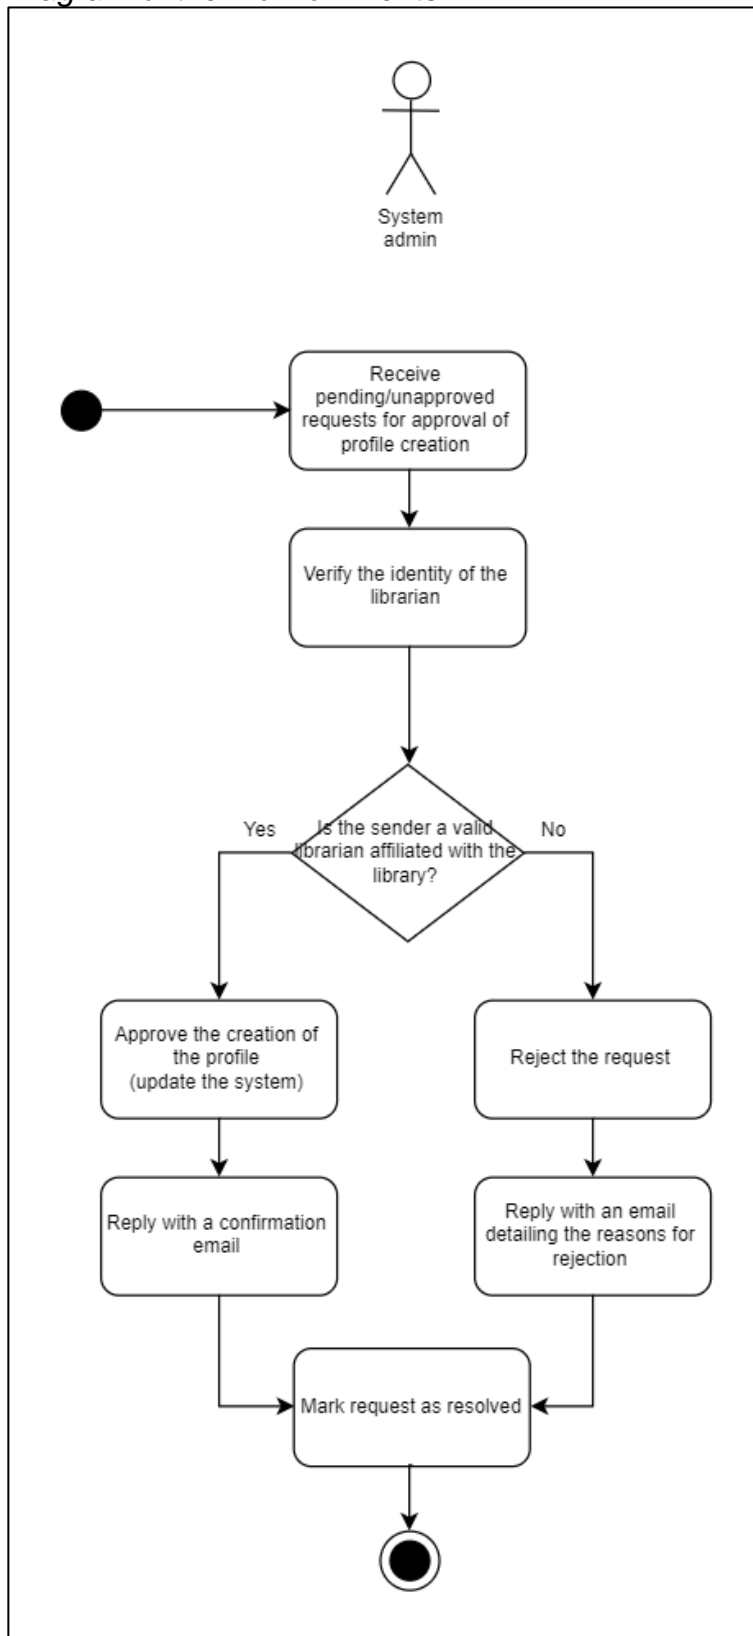 System
admin
Receive
pending/unapproved
requests for approval of
profile creation
Verify the identity of the
librarian
Yes
Is the sender a valid
librarian affiliated with the
library?
No
Approve the creation of
the profile
(update the system)
Reject the request
Reply with a confirmation
email
Reply with an email
detailing the reasons for
rejection
Mark request as resolved